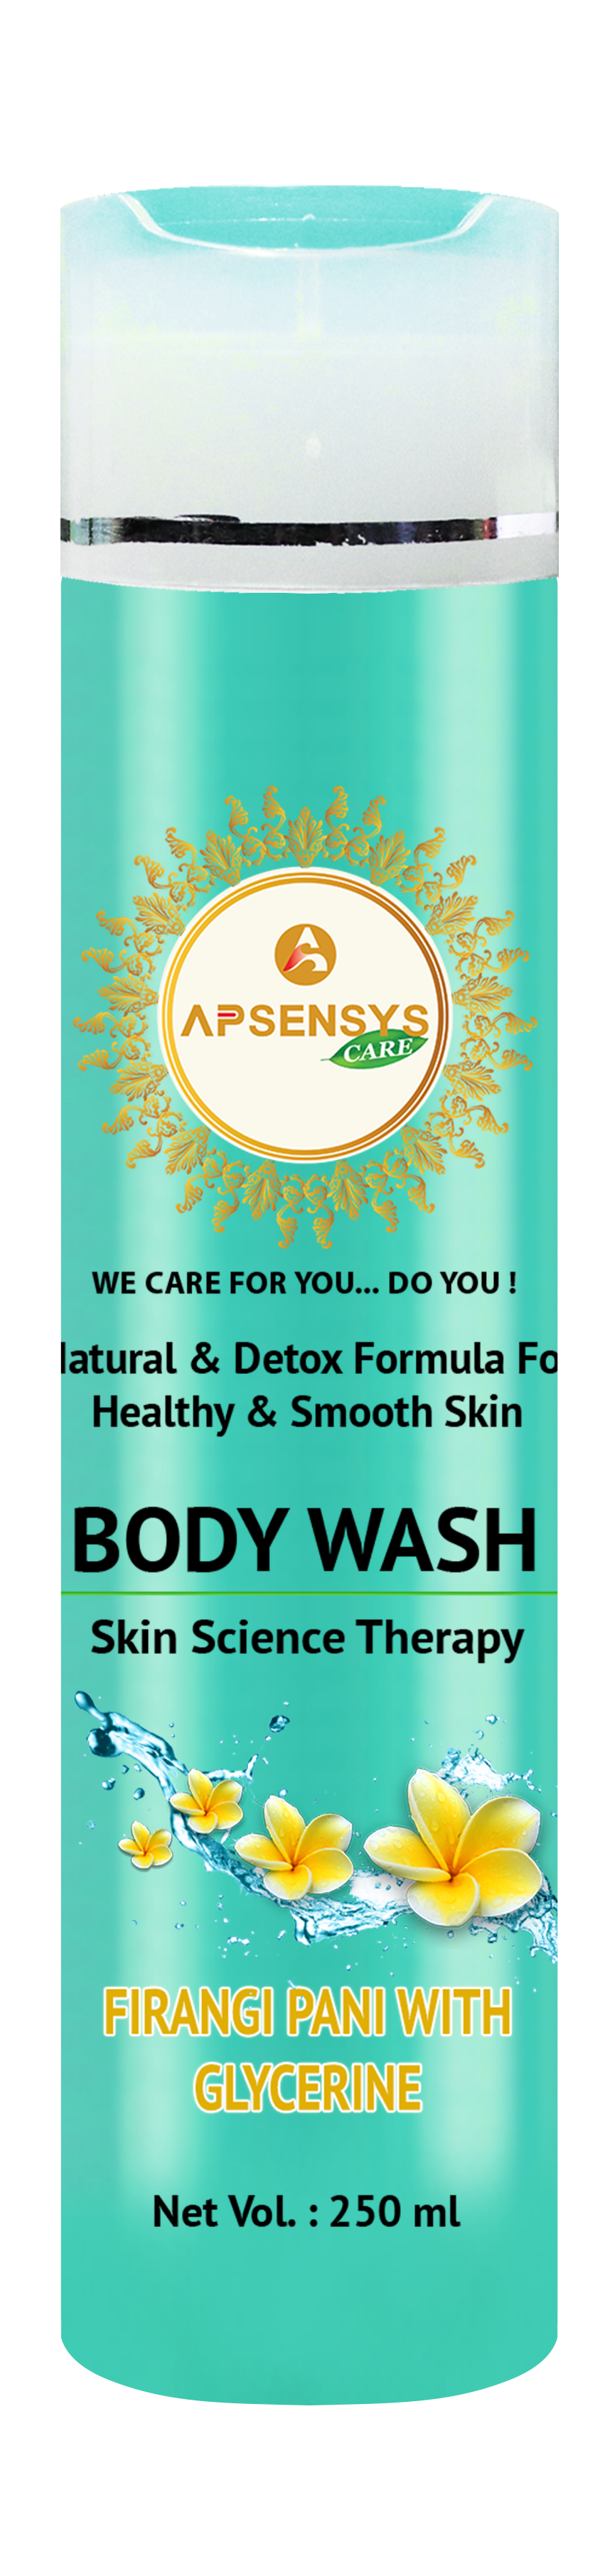 APSENSYS
CARE
WE CARE FOR YOU... DO YOU !
atural & Detox Formula Fo
Healthy & Smooth Skin
BODY WASH
Skin Science Therapy
FIRANGI PANI WITH
GLYCERINE
Net Vol. : 250 ml